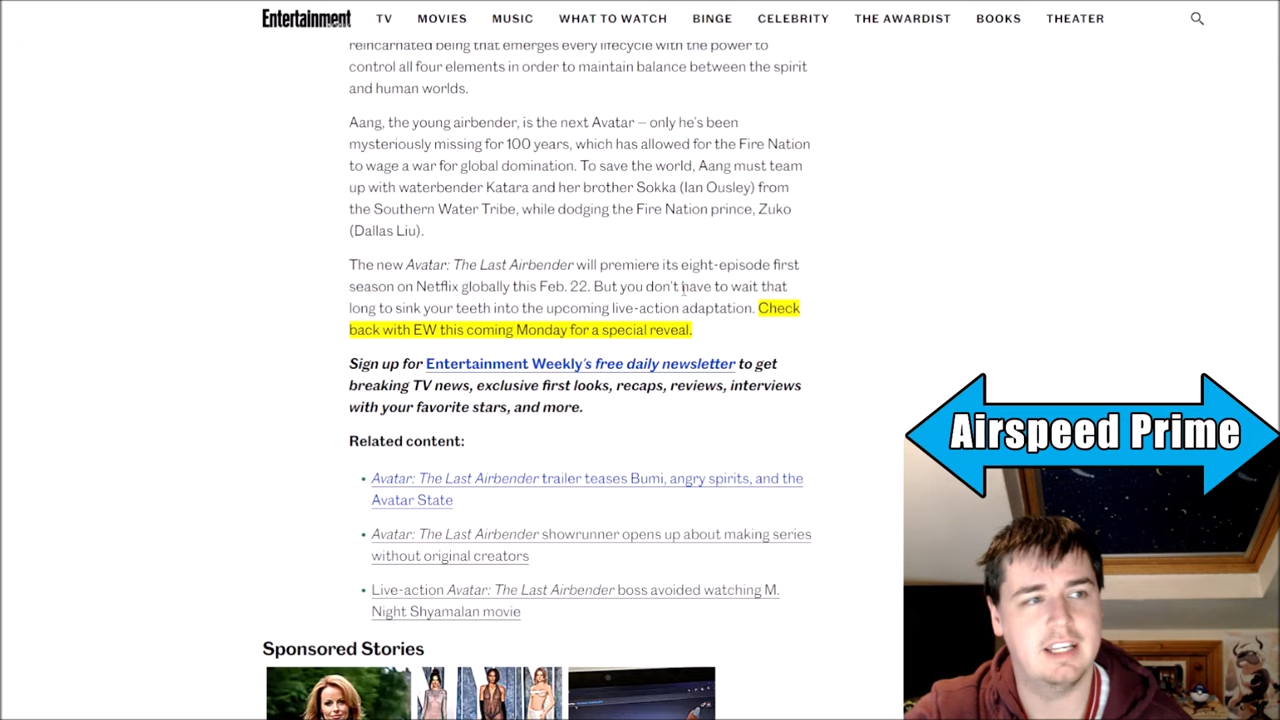 Entertainment TV MOVIES MUSIC WHAT TO WATCH BINGE CELEBRITY THE AWARDIST BOOKS THEATER
reincarnated being that emerges every lifecycle with the power to
control all four elements in order to maintain balance between the spirit
and human worlds.
Aang, the young airbender, is the next Avatar – only he's been
mysteriously missing for 100 years, which has allowed for the Fire Nation
to wage a war for global domination. To save the world, Aang must team
up with waterbender Katara and her brother Sokka (Ian Ousley) from
the Southern Water Tribe, while dodging the Fire Nation prince, Zuko
(Dallas Liu).
The new Avatar: The Last Airbender will premiere its eight-episode first
season on Netflix globally this Feb. 22. But you don't have to wait that
long to sink your teeth into the upcoming live-action adaptation. Check
back with EW this coming Monday for a special reveal.
Sign up for Entertainment Weekly's free daily newsletter to get
breaking TV news, exclusive first looks, recaps, reviews, interviews
with your favorite stars, and more.
Airspeed Prime
Related content:
• Avatar: The Last Airbender trailer teases Bumi, angry spirits, and the
Avatar State
• Avatar: The Last Airbender showrunner opens up about making series
without original creators
• Live-action Avatar: The Last Airbender boss avoided watching M.
Night Shyamalan movie
Sponsored Stories